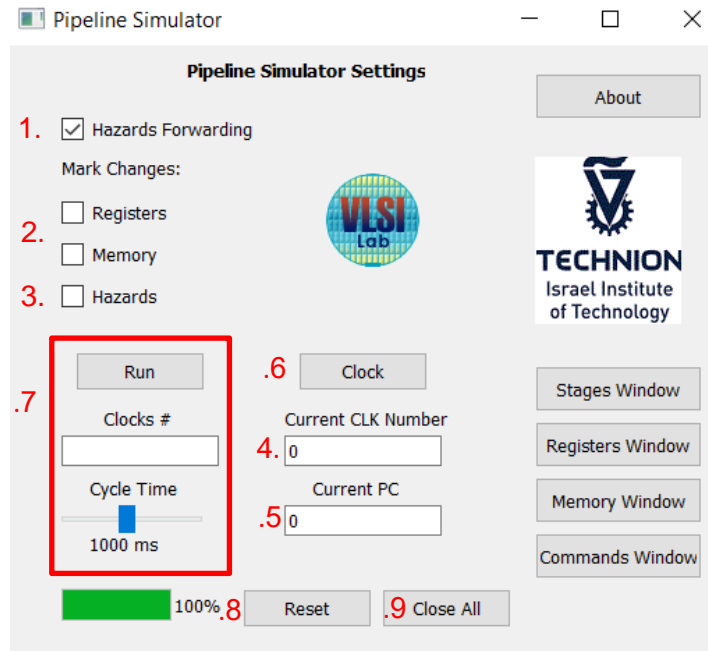 Pipeline Simulator
Pipeline Simulator Settings
About
1. Hazards Forwarding
Mark Changes:
2.
Registers
Memory
3. Hazards
VLSI
Lab
TECHNION
Israel Institute
of Technology
.7
Run
.6 Clock
Stages Window
Clocks #
Current CLK Number
4. 0
Registers Window
Cycle Time
Current PC
.5 0
Memory Window
1000 ms
Commands Window
100%
.8 Reset
.9 Close All